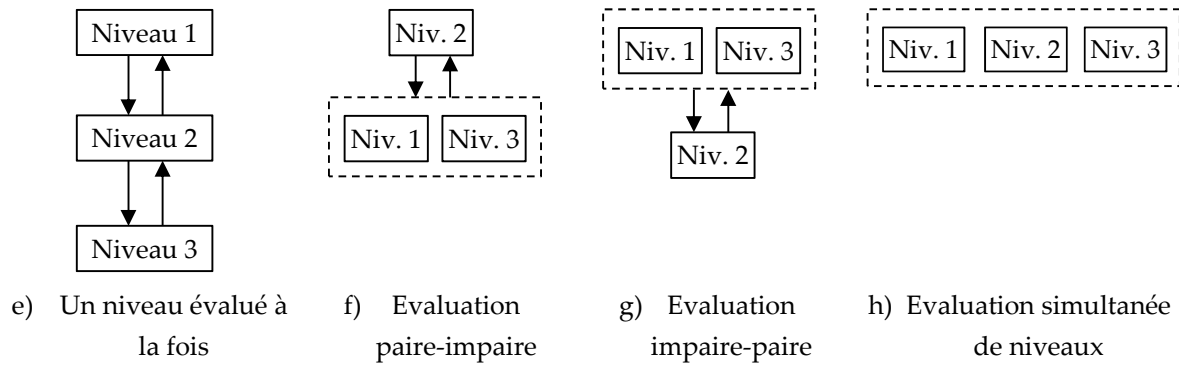 Niveau 1
Niveau 2
Niveau 3
e) Un niveau évalué à
la fois
Niv. 2
Niv. 1 Niv. 3
f) Evaluation
paire-impaire
Niv. 1 Niv. 3
Niv. 2
g) Evaluation
impaire-paire
Niv. 1 Niv. 2 Niv. 3
h) Evaluation simultanée
de niveaux